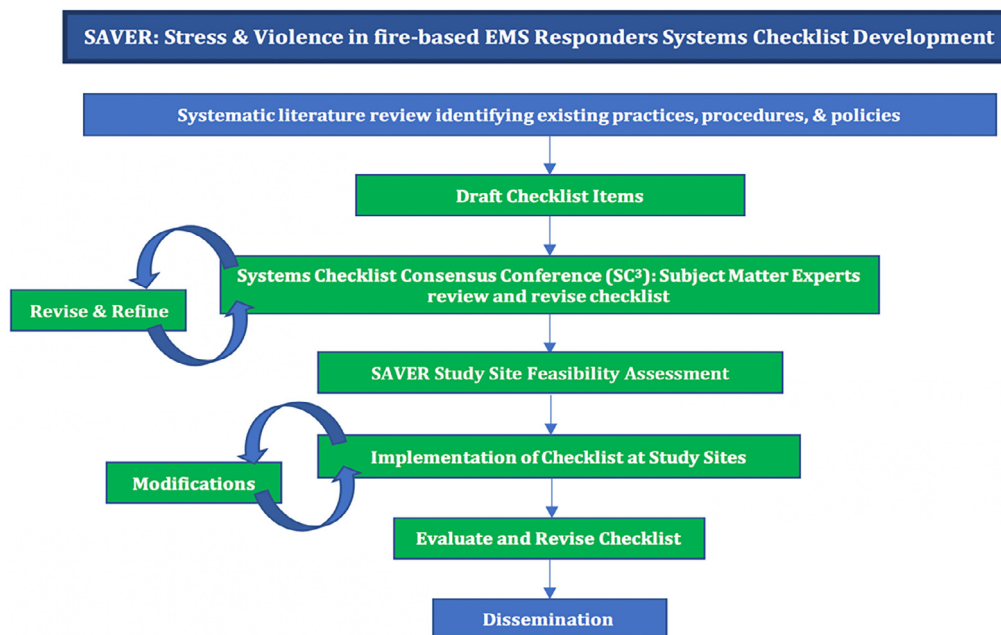 SAVER: Stress & Violence in fire-based EMS Responders Systems Checklist Development
Systematic literature review identifying existing practices, procedures, & policies
Draft Checklist Items
Systems Checklist Consensus Conference (SC³): Subject Matter Experts
review and revise checklist
Revise & Refine
SAVER Study Site Feasibility Assessment
Implementation of Checklist at Study Sites
Modifications
Evaluate and Revise Checklist
Dissemination